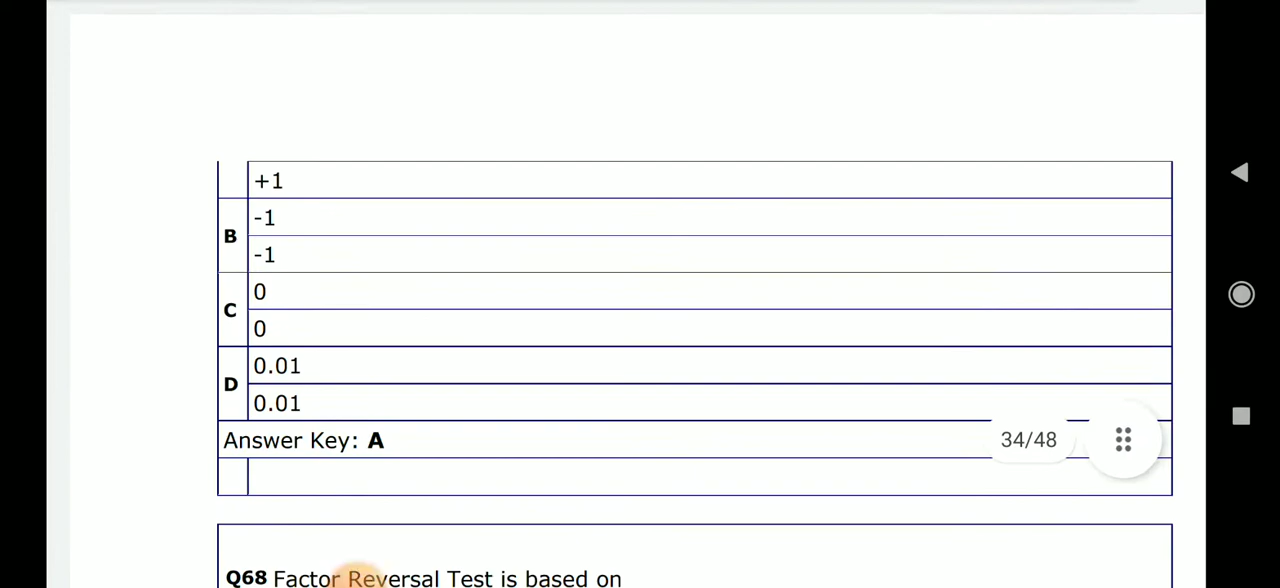 +1
B
-1
-1
C
0
0
D
0.01
0.01
Answer Key: A
34/48
Q68 Factor Reversal Test is based on